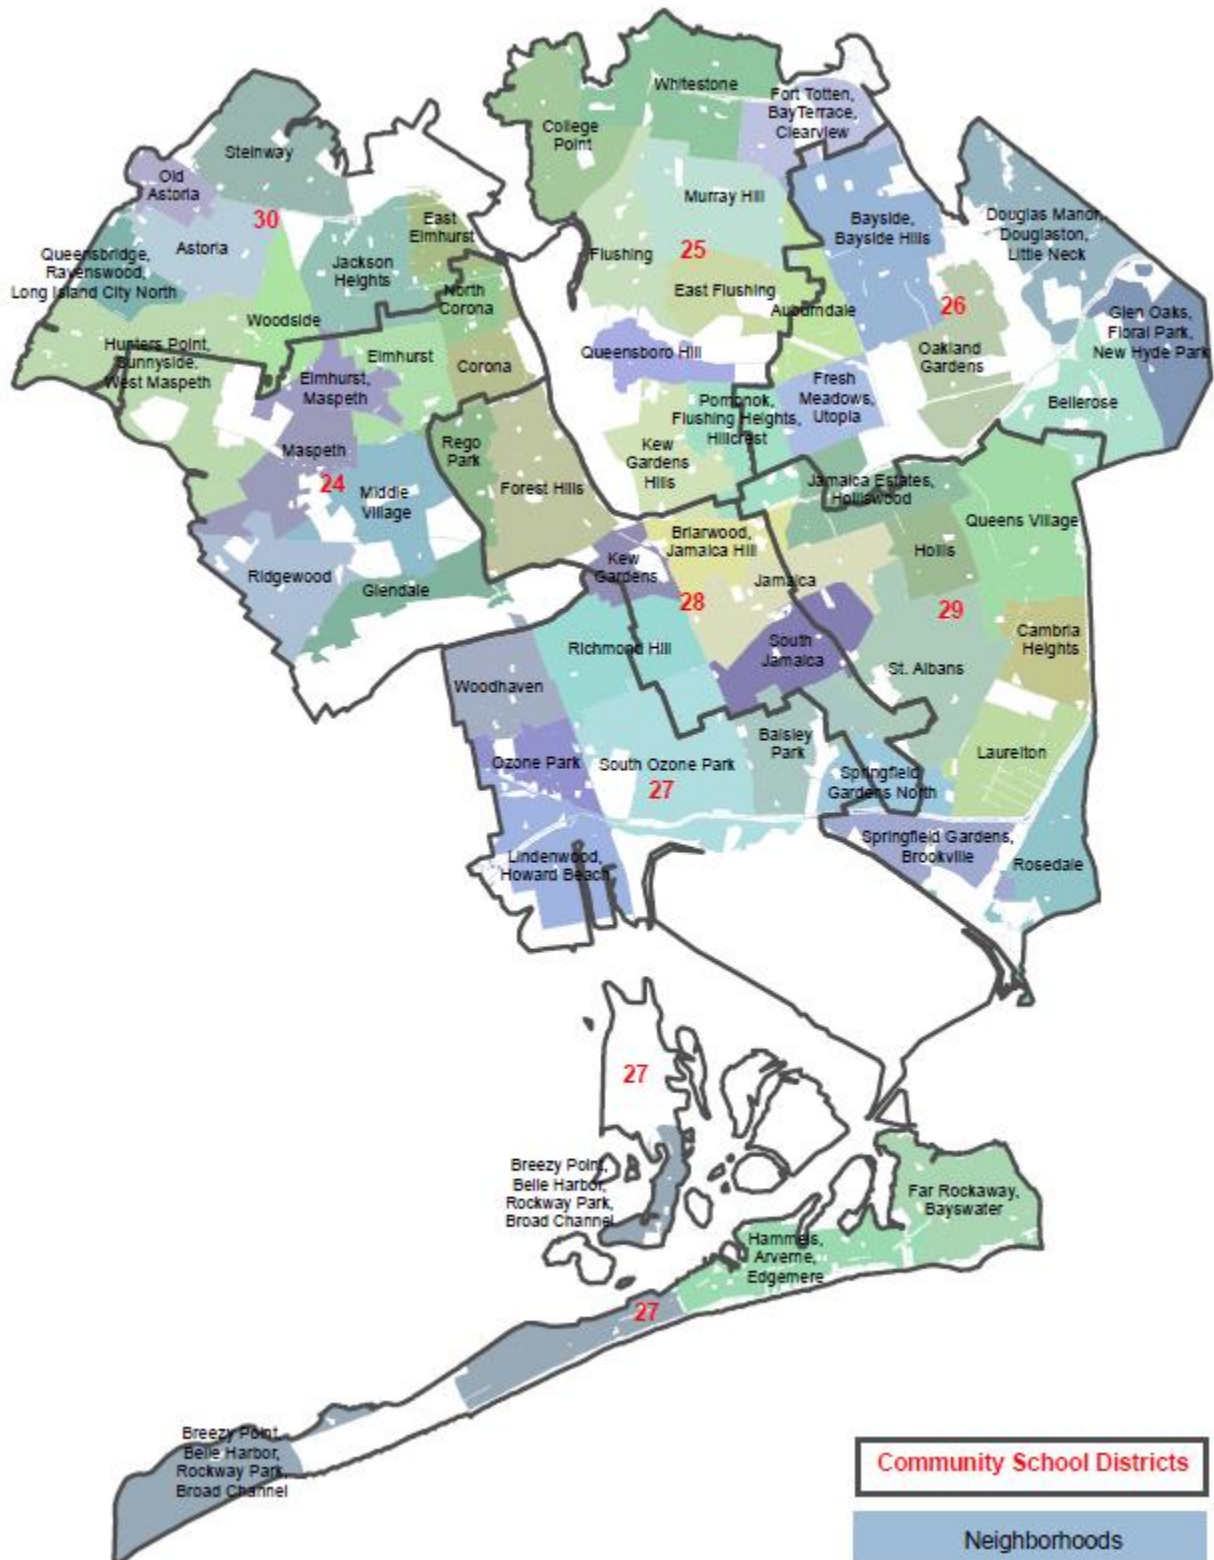 Whitestone
Fort Totten,
BayTerrace,
Clearview
College
Point
Steinway
Old
Astoria
Murray Hill
30
East
Elmhurst
Bayside,
Bayside Hills
Douglas Manor,
Douglaston,
Little Neck
Queensbridge,
Ravenswood,
Long Island City North
Astoria
Jackson
Heights
Flushing
25
East Flushing
North
Corona
26
Auburndale
Glen Oaks,
Floral Park,
New Hyde Park
Woodside
Hunters Point,
Sunnyside,
West Maspeth
Elmhurst
Corona
Queensboro Hill
Oakland
Gardens
Elmhurst,
Maspeth
Fresh
Meadows,
Utopia
Bellerose
Pomonok,
Flushing Heights,
Hillcrest
Rego
Park
Kew
Gardens
Hills
Maspeth
24
Middle
Village
Forest Hills
Jamaica Estates,
Holliswood
Queens Village
Briarwood,
Jamaica Hill
Hollis
Kew
Gardens
Jamaica
Ridgewood
Glendale
28
29
Cambria
Heights
Richmond Hill
South
Jamaica
St. Albans
Woodhaven
Baisley
Park
Laurelton
Ozone Park
South Ozone Park
27
Springfield
Gardens North
Springfield Gardens,
Brookville
Rosedale
Lindenwood,
Howard Beach
27
Breezy Point,
Belle Harbor,
Rockway Park,
Broad Channel
Far Rockaway,
Bayswater
Hammels,
Arverne,
Edgemere
27
Breezy Point,
Belle Harbor,
Rockway Park,
Broad Channel
Community School Districts
Neighborhoods